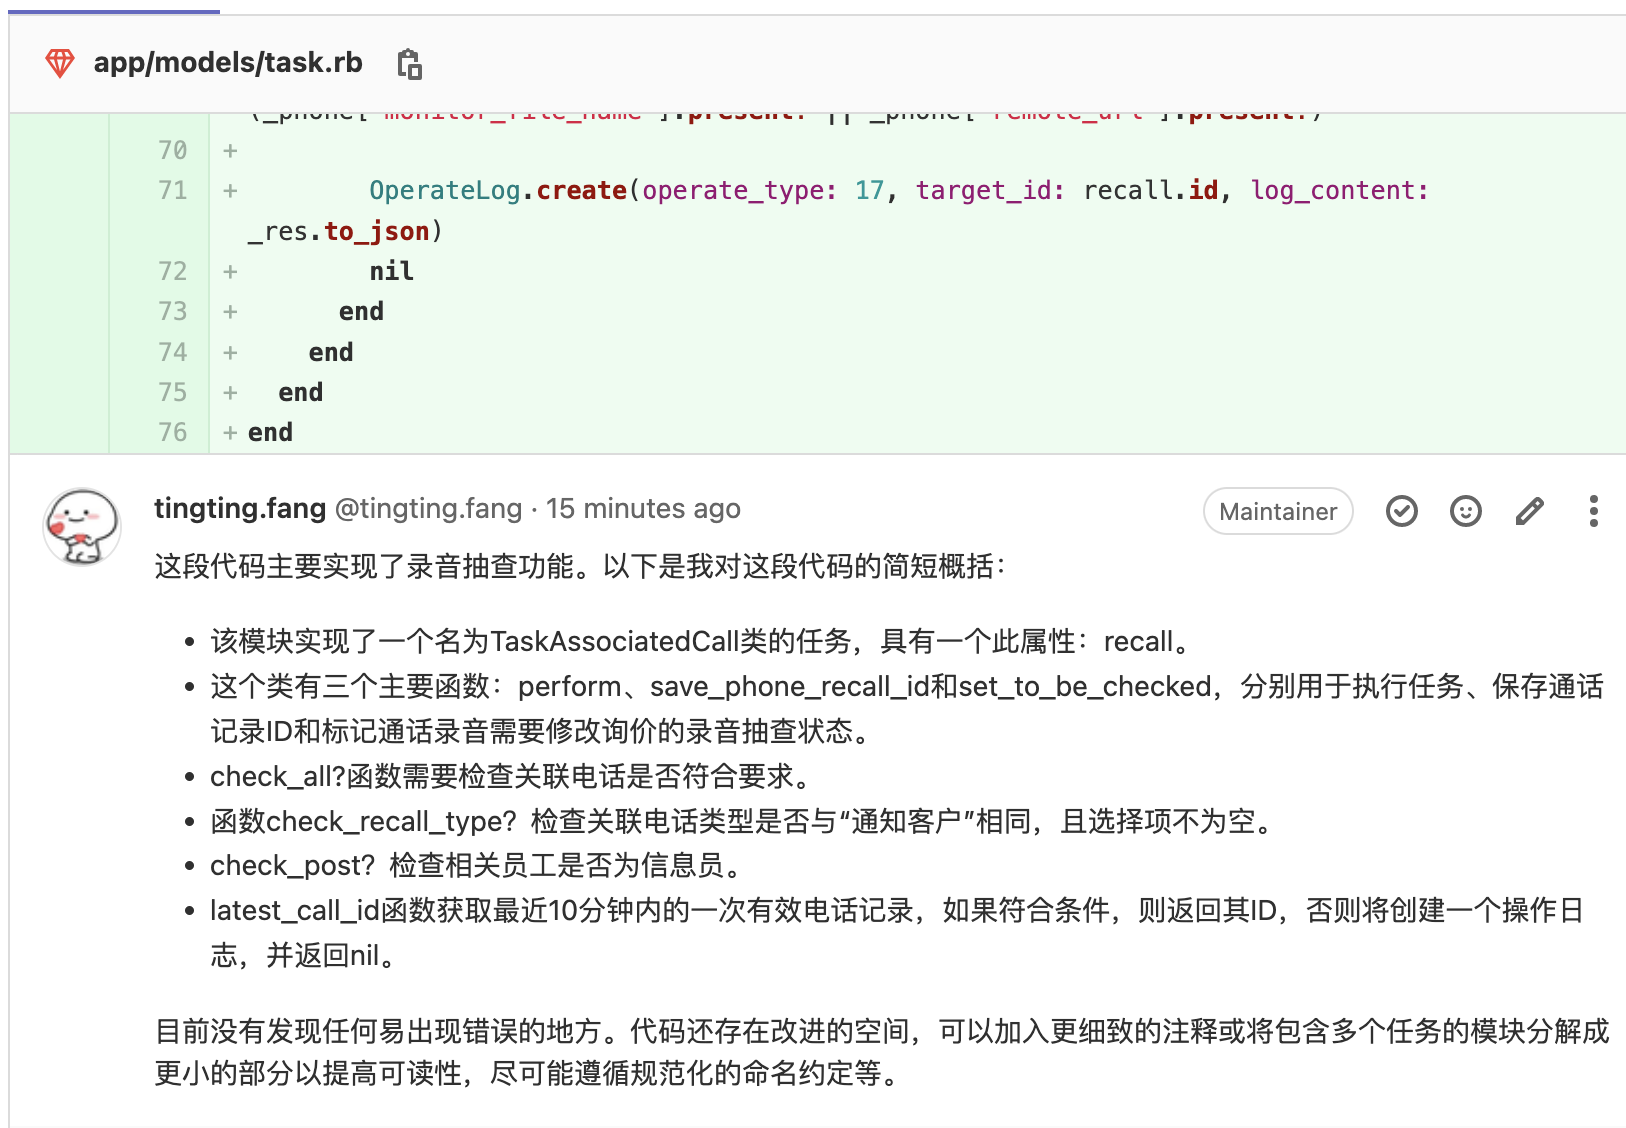 app/models/task.rb
(_phone["monitor_file_name"].present? || _phone["remote_url"].present?)
70 +
71 + OperateLog.create(operate_type: 17, target_id: recall.id, log_content:
_res.to_json)
72 + nil
73 + end
74 + end
75 + end
76 + end
tingting.fang @tingting.fang · 15 minutes ago Maintainer
这段代码主要实现了录音抽查功能。以下是我对这段代码的简短概括：
• 该模块实现了一个名为TaskAssociatedCall类的任务，具有一个此属性：recall。
• 这个类有三个主要函数：perform、save_phone_recall_id和set_to_be_checked，分别用于执行任务、保存通话
记录ID和标记通话录音需要修改询价的录音抽查状态。
• check_all?函数需要检查关联电话是否符合要求。
• 函数check_recall_type？检查关联电话类型是否与“通知客户”相同，且选择项不为空。
• check_post？检查相关员工是否为信息员。
• latest_call_id函数获取最近10分钟内的一次有效电话记录，如果符合条件，则返回其ID，否则将创建一个操作日
志，并返回nil。
目前没有发现任何易出现错误的地方。代码还存在改进的空间，可以加入更细致的注释或将包含多个任务的模块分解成
更小的部分以提高可读性，尽可能遵循规范化的命名约定等。